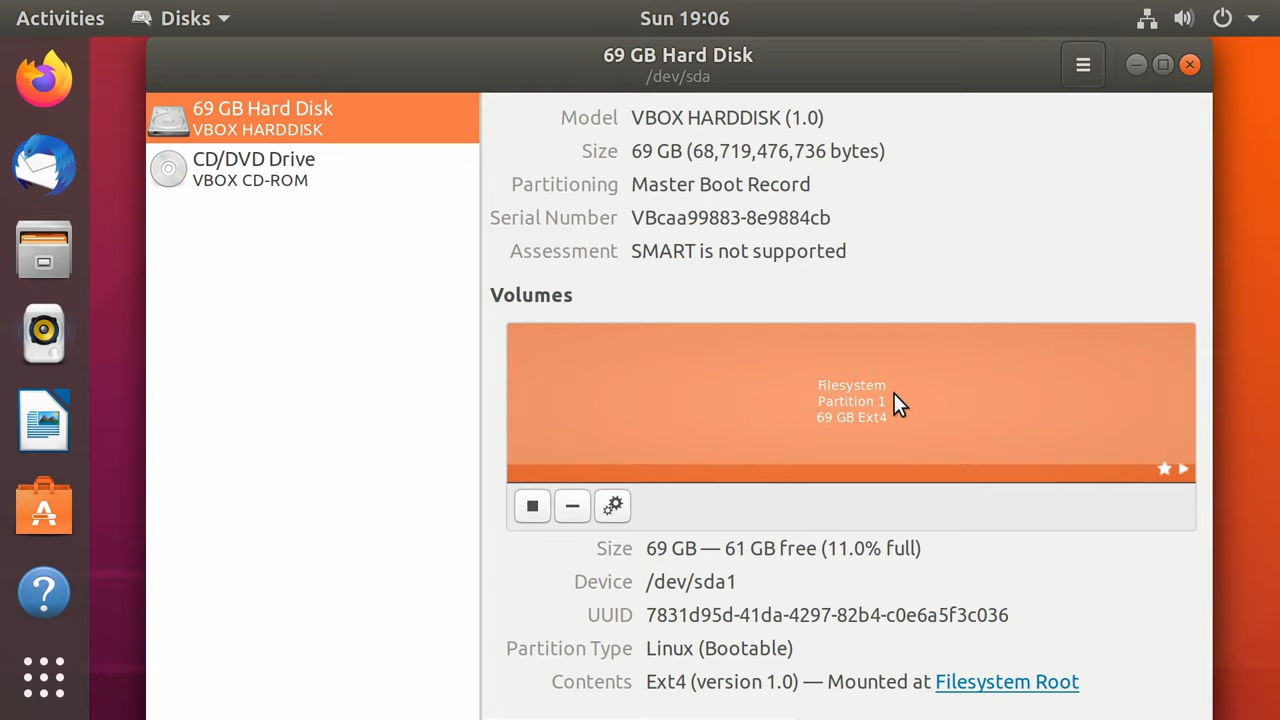 Activities Disks Sun 19:06
69 GB Hard Disk
/dev/sda
69 GB Hard Disk
VBOX HARDDISK
CD/DVD Drive
VBOX CD-ROM
Model VBOX HARDDISK (1.0)
Size 69 GB (68,719,476,736 bytes)
Partitioning Master Boot Record
Serial Number VBcaa99883-8e9884cb
Assessment SMART is not supported
Volumes
Filesystem
Partition 1
69 GB Ext4
Size 69 GB — 61 GB free (11.0% full)
Device /dev/sda1
UUID 7831d95d-41da-4297-82b4-c0e6a5f3c036
Partition Type Linux (Bootable)
Contents Ext4 (version 1.0) — Mounted at Filesystem Root